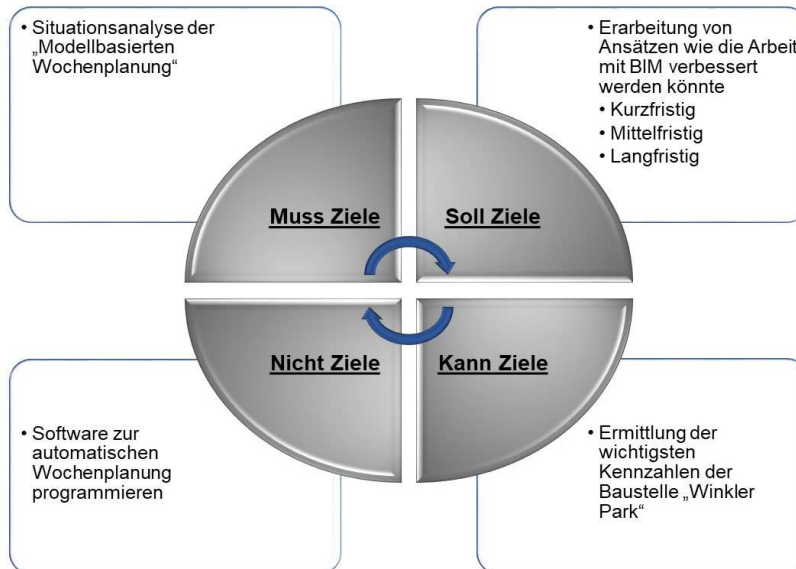 • Situationsanalyse der
„Modellbasierten
Wochenplanung“
• Erarbeitung von
Ansätzen wie die Arbeit
mit BIM verbessert
werden könnte
• Kurzfristig
• Mittelfristig
• Langfristig
Muss Ziele
Soll Ziele
Nicht Ziele
Kann Ziele
• Software zur
automatischen
Wochenplanung
programmieren
• Ermittlung der
wichtigsten
Kennzahlen der
Baustelle „Winkler
Park“